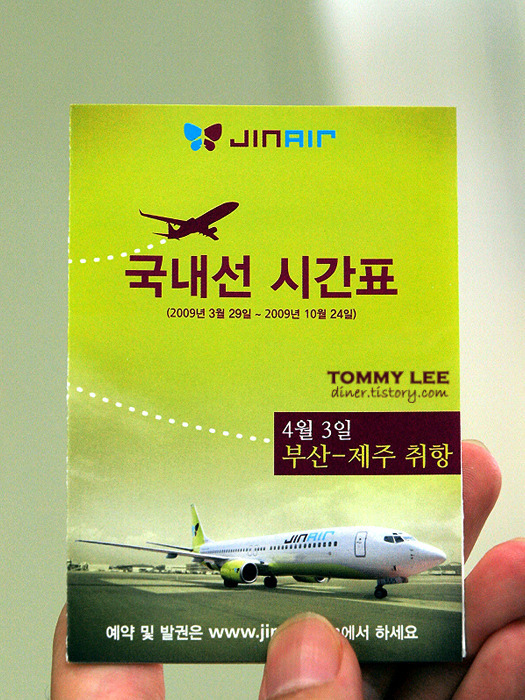 JINAIR
국내선 시간표
(2009년 3월 29일 ~ 2009년 10월 24일)
TOMMY LEE
diner.tistory.com
4월 3일
부산-제주 취항
JINAIR
예약 및 발권은 www.jin 에서 하세요